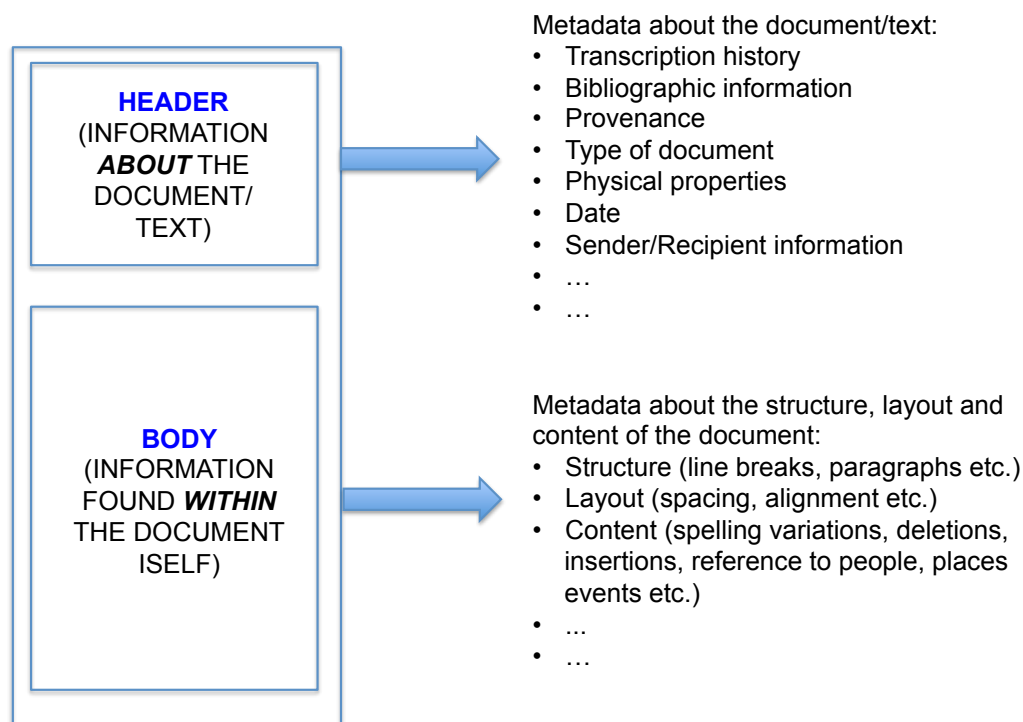 HEADER
(INFORMATION
ABOUT THE
DOCUMENT/
TEXT)
Metadata about the document/text:
• Transcription history
• Bibliographic information
• Provenance
• Type of document
• Physical properties
• Date
• Sender/Recipient information
• …
• …
BODY
(INFORMATION
FOUND WITHIN
THE DOCUMENT
ISELF)
Metadata about the structure, layout and
content of the document:
• Structure (line breaks, paragraphs etc.)
• Layout (spacing, alignment etc.)
• Content (spelling variations, deletions,
insertions, reference to people, places
events etc.)
• ...
• …